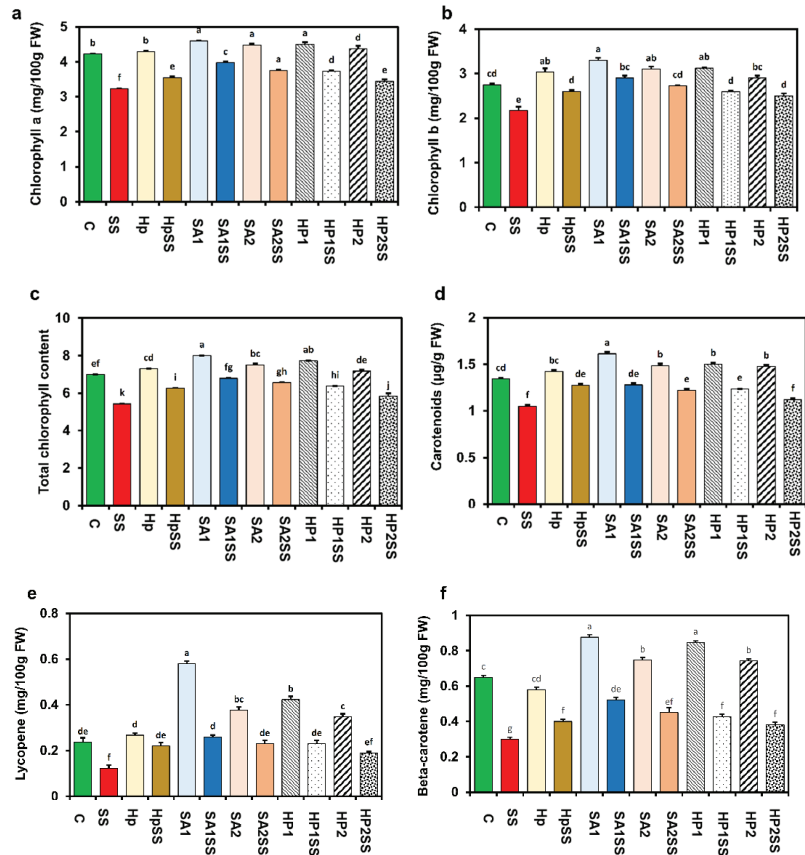 a
Chlorophyll a (mg/100g FW)
5
4
3
2
1
0
b
f
b
e
a
c
a
a
a
d
d
e
C
SS
Hp
HpSS
SA1
SA1SS
SA2
SA2SS
HP1
HP1SS
HP2
HP2SS
b
Chlorophyll b (mg/100g FW)
4
3
2
1
0
cd
e
ab
d
a
bc
ab
cd
ab
d
bc
d
C
SS
Hp
HpSS
SA1
SA1SS
SA2
SA2SS
HP1
HP1SS
HP2
HP2SS
c
Total chlorophyll content
10
8
6
4
2
0
ef
k
cd
i
a
fg
bc
gh
ab
hi
de
j
C
SS
Hp
HpSS
SA1
SA1SS
SA2
SA2SS
HP1
HP1SS
HP2
HP2SS
d
Carotenoids (µg/g FW)
2
1.5
1
0.5
0
cd
f
bc
de
a
de
b
e
b
e
b
f
C
SS
Hp
HpSS
SA1
SA1SS
SA2
SA2SS
HP1
HP1SS
HP2
HP2SS
e
Lycopene (mg/100g FW)
0.8
0.6
0.4
0.2
0
de
f
d
de
a
d
bc
de
b
de
c
ef
C
SS
Hp
HpSS
SA1
SA1SS
SA2
SA2SS
HP1
HP1SS
HP2
HP2SS
f
Beta-carotene (mg/100g FW)
1
0.8
0.6
0.4
0.2
0
c
g
cd
f
a
de
b
ef
a
f
b
f
C
SS
Hp
HpSS
SA1
SA1SS
SA2
SA2SS
HP1
HP1SS
HP2
HP2SS